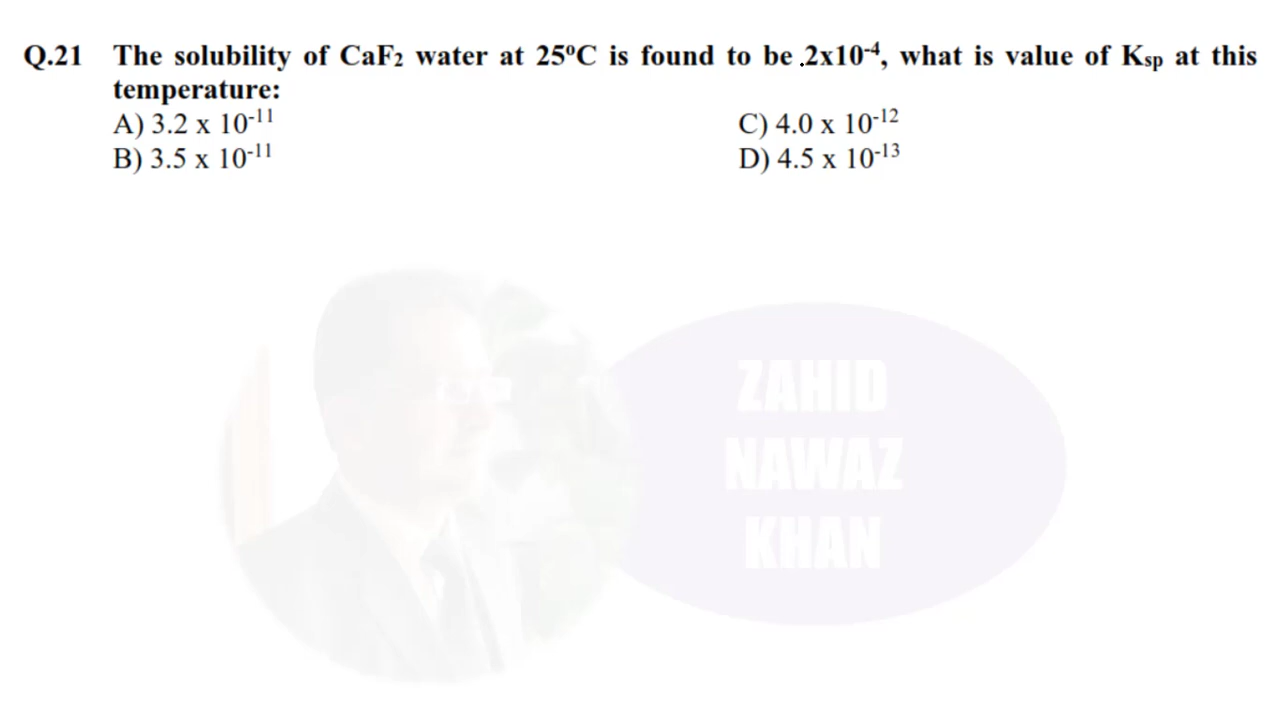 Q.21 The solubility of CaF₂ water at 25ºC is found to be .2x10⁻⁴, what is value of Kₛₚ at this
temperature:
A) 3.2 x 10⁻¹¹ C) 4.0 x 10⁻¹²
B) 3.5 x 10⁻¹¹ D) 4.5 x 10⁻¹³
ZAHID
NAWAZ
KHAN